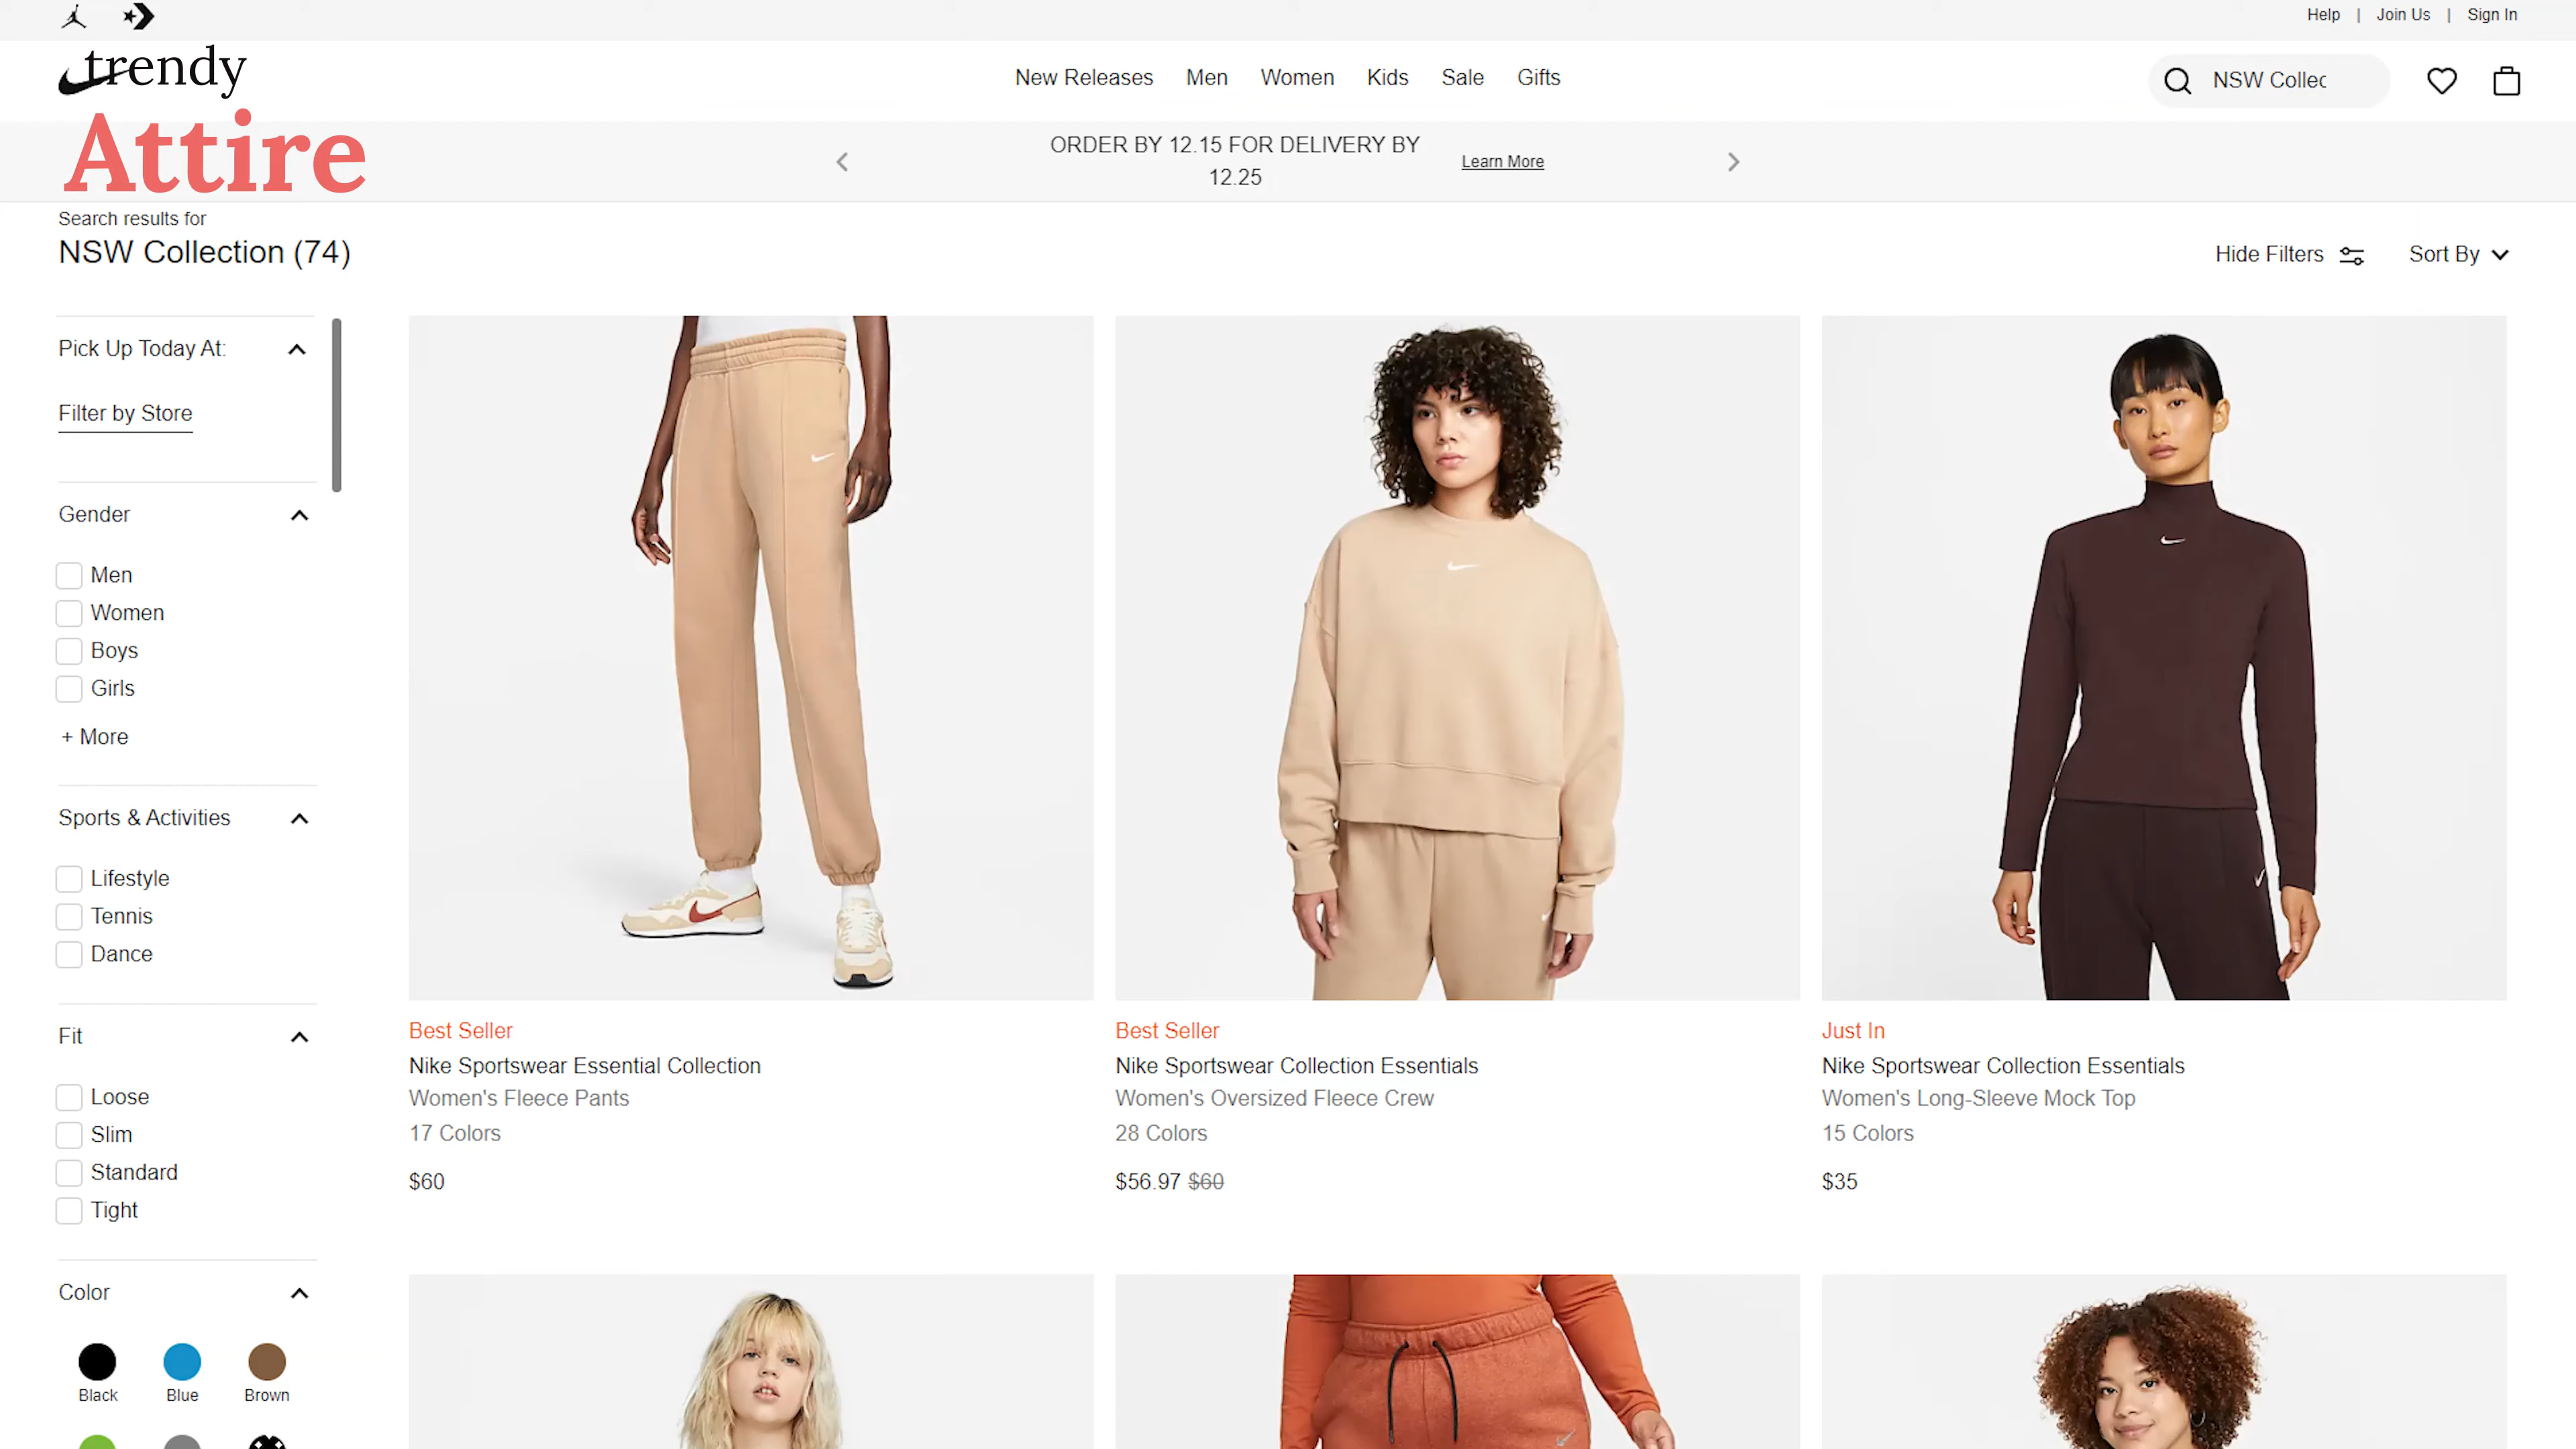 Help | Join Us | Sign In
trendy
Attire
New Releases Men Women Kids Sale Gifts
NSW Collec
ORDER BY 12.15 FOR DELIVERY BY
12.25
Learn More
Search results for
NSW Collection (74)
Hide Filters
Sort By
Pick Up Today At:
Filter by Store
Gender
Men
Women
Boys
Girls
+ More
Sports & Activities
Lifestyle
Tennis
Dance
Fit
Loose
Slim
Standard
Tight
Color
Black Blue Brown
Best Seller
Nike Sportswear Essential Collection
Women's Fleece Pants
17 Colors
$60
Best Seller
Nike Sportswear Collection Essentials
Women's Oversized Fleece Crew
28 Colors
$56.97 $60
Just In
Nike Sportswear Collection Essentials
Women's Long-Sleeve Mock Top
15 Colors
$35